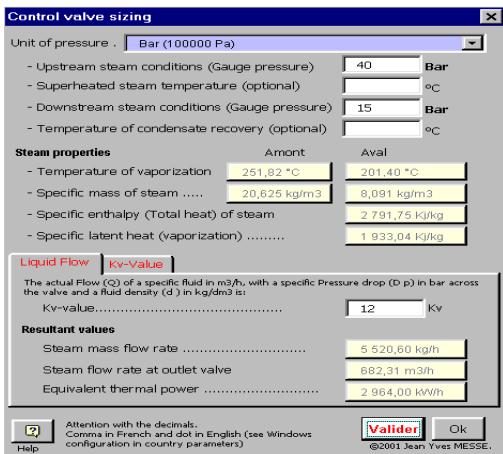 Control valve sizing
Unit of pressure . Bar (100000 Pa)
- Upstream steam conditions (Gauge pressure) 40 Bar
- Superheated steam temperature (optional) °C
- Downstream steam conditions (Gauge pressure) 15 Bar
- Temperature of condensate recovery (optional) °C
Steam properties Amont Aval
- Temperature of vaporization 251,82 °C 201,40 °C
- Specific mass of steam ..... 20,625 kg/m3 8,091 kg/m3
- Specific enthalpy (Total heat) of steam 2 791,75 Kj/kg
- Specific latent heat (vaporization) ......... 1 933,04 Kj/kg
Liquid Flow Kv-Value
The actual Flow (Q) of a specific fluid in m3/h, with a specific Pressure drop (D p) in bar across
the valve and a fluid density (d ) in kg/dm3 is:
Kv-value............................................. 12 Kv
Resultant values
Steam mass flow rate .............................. 5 520,60 kg/h
Steam flow rate at outlet valve 682,31 m3/h
Equivalent thermal power ............................ 2 964,00 kW/h
Attention with the decimals.
Comma in French and dot in English (see Windows
configuration in country parameters)
Help
Valider Ok
©2001 Jean Yves MESSE.